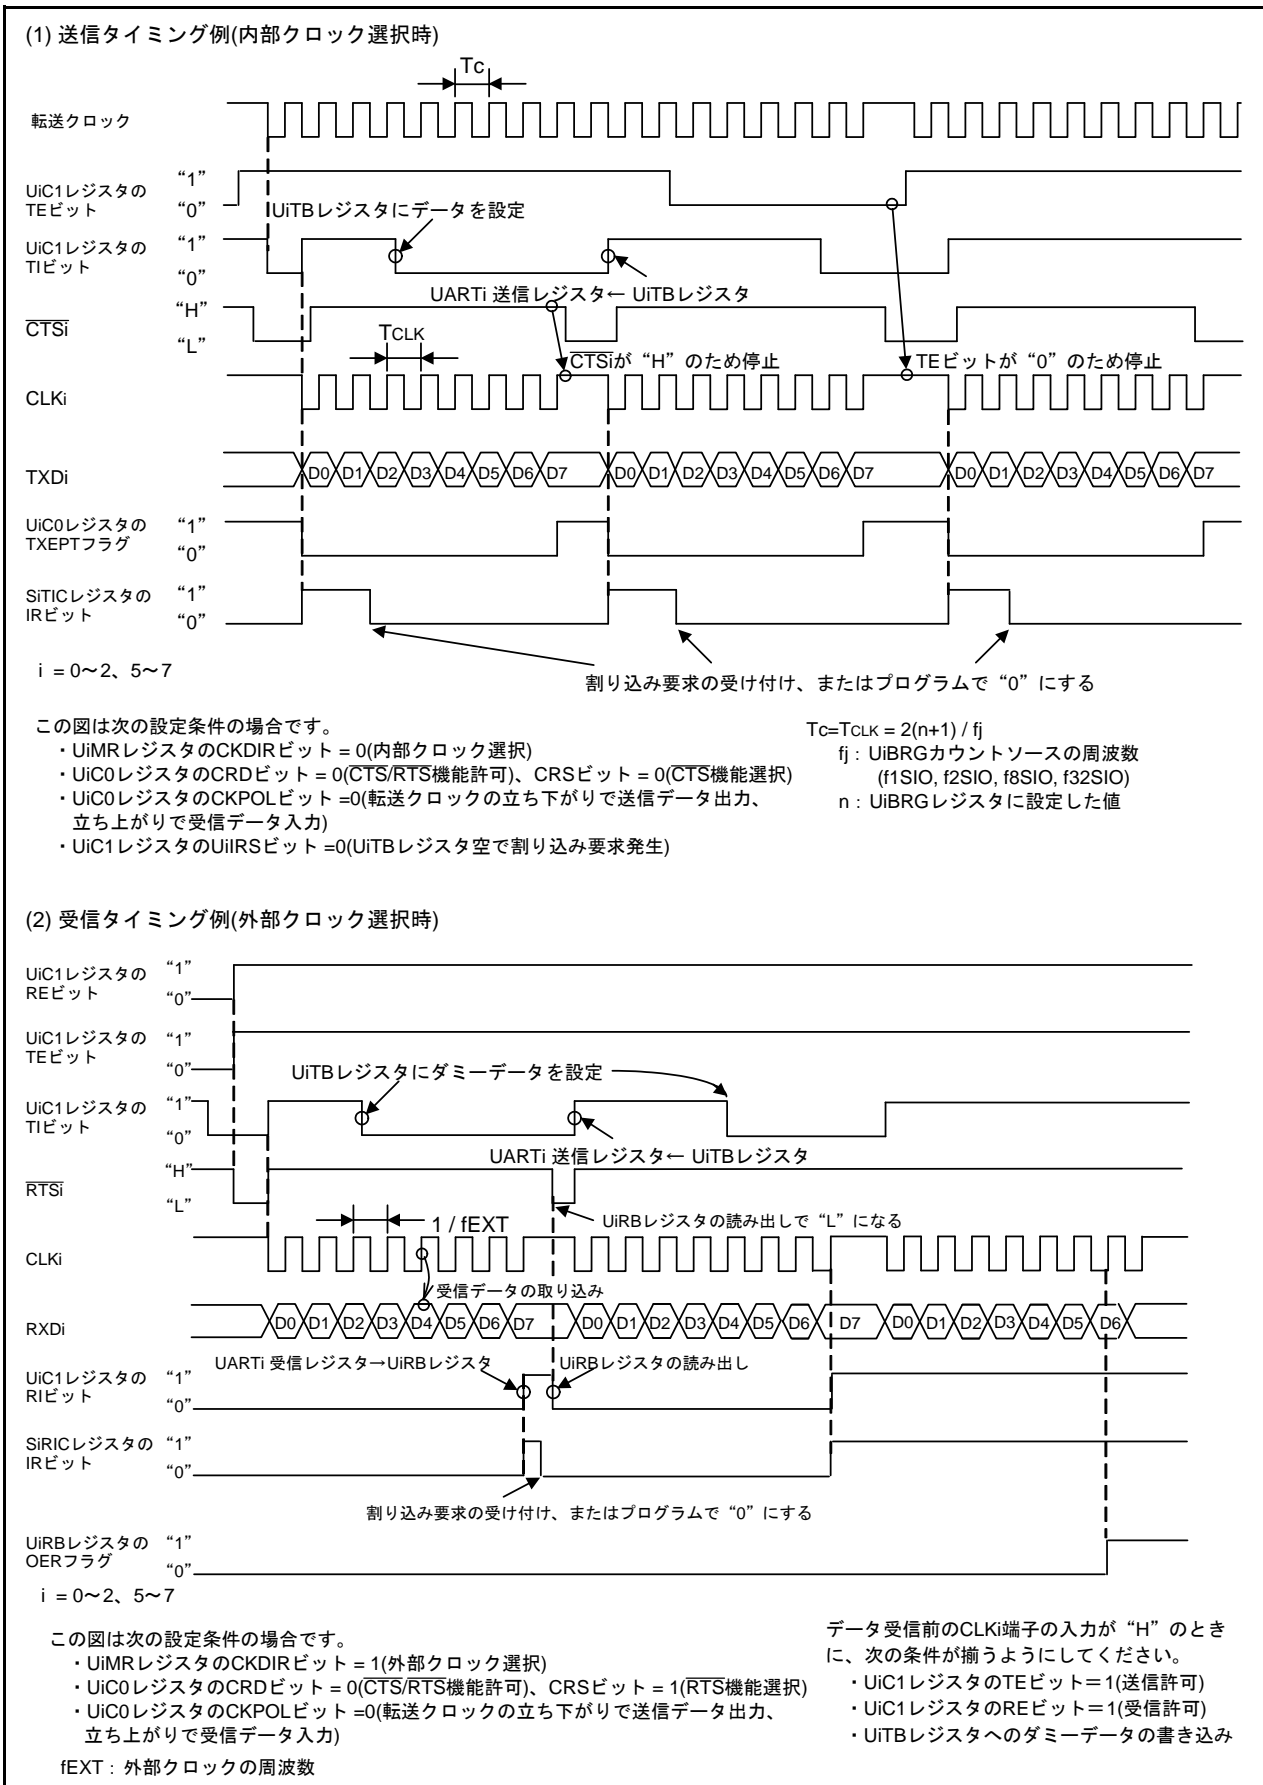 (1) 送信タイミング例(内部クロック選択時)
Tc
転送クロック
UiC1レジスタの
TEビット
“1”
“0”
UiTBレジスタにデータを設定
UiC1レジスタの
TIビット
“1”
“0”
UARTi 送信レジスタ← UiTBレジスタ
CTSi
“H”
“L”
TCLK
CTSiが“H”のため停止
TEビットが“0”のため停止
CLKi
TXDi
D0 D1 D2 D3 D4 D5 D6 D7 D0 D1 D2 D3 D4 D5 D6 D7 D0 D1 D2 D3 D4 D5 D6 D7
UiC0レジスタの
TXEPTフラグ
“1”
“0”
SiTICレジスタの
IRビット
“1”
“0”
i = 0～2、5～7
割り込み要求の受け付け、またはプログラムで“0”にする
この図は次の設定条件の場合です。
・UiMRレジスタのCKDIRビット = 0(内部クロック選択)
・UiC0レジスタのCRDビット = 0(CTS/RTS機能許可)、CRSビット = 0(CTS機能選択)
・UiC0レジスタのCKPOLビット =0(転送クロックの立ち下がりで送信データ出力、
立ち上がりで受信データ入力)
・UiC1レジスタのUiIRSビット =0(UiTBレジスタ空で割り込み要求発生)
Tc=TCLK = 2(n+1) / fj
fj : UiBRGカウントソースの周波数
(f1SIO, f2SIO, f8SIO, f32SIO)
n : UiBRGレジスタに設定した値
(2) 受信タイミング例(外部クロック選択時)
UiC1レジスタの
REビット
“1”
“0”
UiC1レジスタの
TEビット
“1”
“0”
UiTBレジスタにダミーデータを設定
UiC1レジスタの
TIビット
“1”
“0”
UARTi 送信レジスタ← UiTBレジスタ
RTSi
“H”
“L”
1 / fEXT
UiRBレジスタの読み出しで“L”になる
CLKi
受信データの取り込み
RXDi
D0 D1 D2 D3 D4 D5 D6 D7 D0 D1 D2 D3 D4 D5 D6 D7 D0 D1 D2 D3 D4 D5 D6
UARTi 受信レジスタ→UiRBレジスタ
UiRBレジスタの読み出し
UiC1レジスタの
RIビット
“1”
“0”
SiRICレジスタの
IRビット
“1”
“0”
割り込み要求の受け付け、またはプログラムで“0”にする
UiRBレジスタの
OERフラグ
“1”
“0”
i = 0～2、5～7
この図は次の設定条件の場合です。
・UiMRレジスタのCKDIRビット = 1(外部クロック選択)
・UiC0レジスタのCRDビット = 0(CTS/RTS機能許可)、CRSビット = 1(RTS機能選択)
・UiC0レジスタのCKPOLビット =0(転送クロックの立ち下がりで送信データ出力、
立ち上がりで受信データ入力)
fEXT : 外部クロックの周波数
データ受信前のCLKi端子の入力が“H”のとき
に、次の条件が揃うようにしてください。
・UiC1レジスタのTEビット＝1(送信許可)
・UiC1レジスタのREビット＝1(受信許可)
・UiTBレジスタへのダミーデータの書き込み